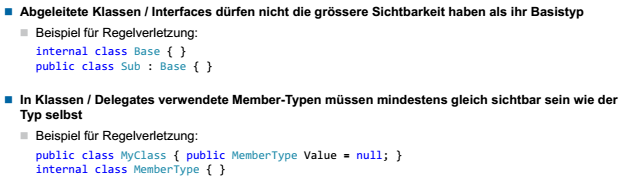 Abgeleitete Klassen / Interfaces dürfen nicht die grössere Sichtbarkeit haben als ihr Basistyp
Beispiel für Regelverletzung:
internal class Base { }
public class Sub : Base { }
In Klassen / Delegates verwendete Member-Typen müssen mindestens gleich sichtbar sein wie der
Typ selbst
Beispiel für Regelverletzung:
public class MyClass { public MemberType Value = null; }
internal class MemberType { }